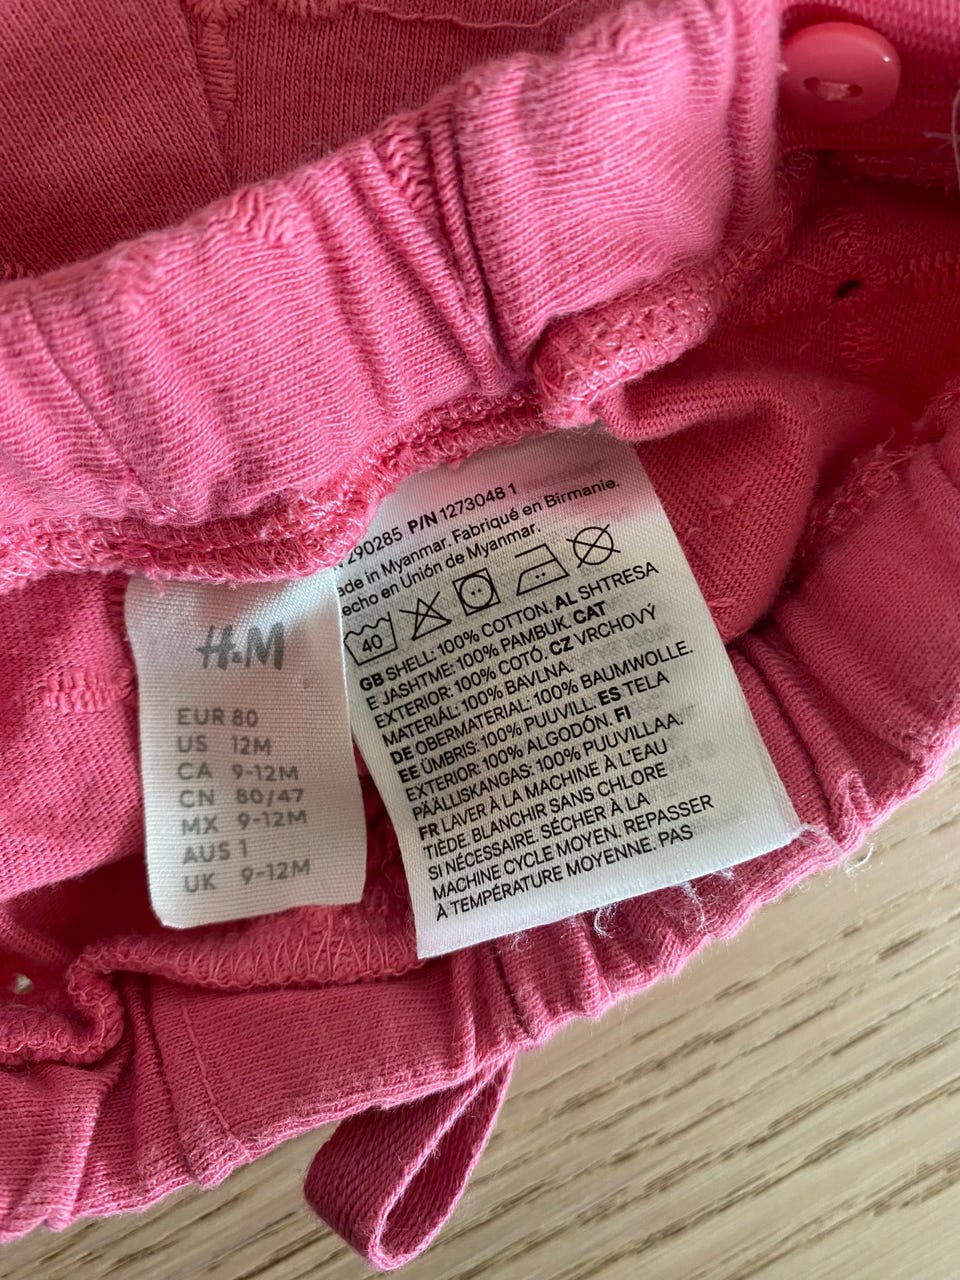 H&M
EUR 80
US 12M
CA 9-12M
CN 80/47
MX 9-12M
AUS 1
UK 9-12M
290285 P/N 1273048 1
ade in Myanmar. Fabriqué en Birmanie.
echo en Unión de Myanmar.
40
GB SHELL: 100% COTTON. AL SHTRESA
E JASHTME: 100% PAMBUK. CAT
EXTERIOR: 100% COTÓ. CZ VRCHOVÝ
MATERIÁL: 100% BAVLNA.
DE OBERMATERIAL: 100% BAUMWOLLE.
EE ÜMBRIS: 100% PUUVILL. ES TELA
EXTERIOR: 100% ALGODÓN. FI
PÄÄLLISKANGAS: 100% PUUVILLAA.
FR LAVER À LA MACHINE À L'EAU
TIÈDE. BLANCHIR SANS CHLORE
SI NÉCESSAIRE. SÉCHER À LA
MACHINE CYCLE MOYEN. REPASSER
À TEMPÉRATURE MOYENNE. PAS